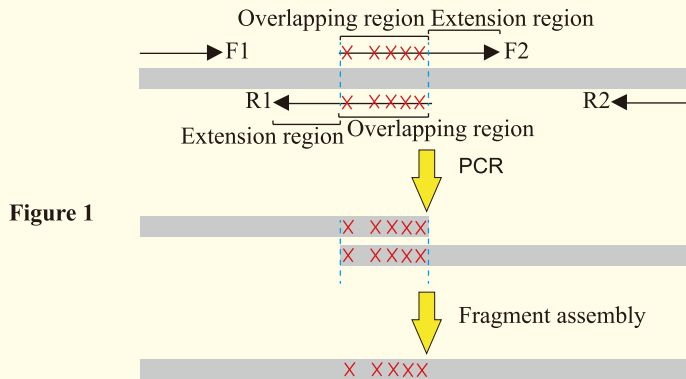 Overlapping region Extension region
F1
F2
R1
R2
Extension region
Overlapping region
PCR
Figure 1
Fragment assembly